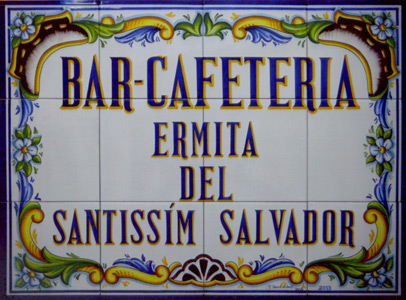 BAR-CAFETERIA
ERMITA
DEL
SANTISSÍM SALVADOR